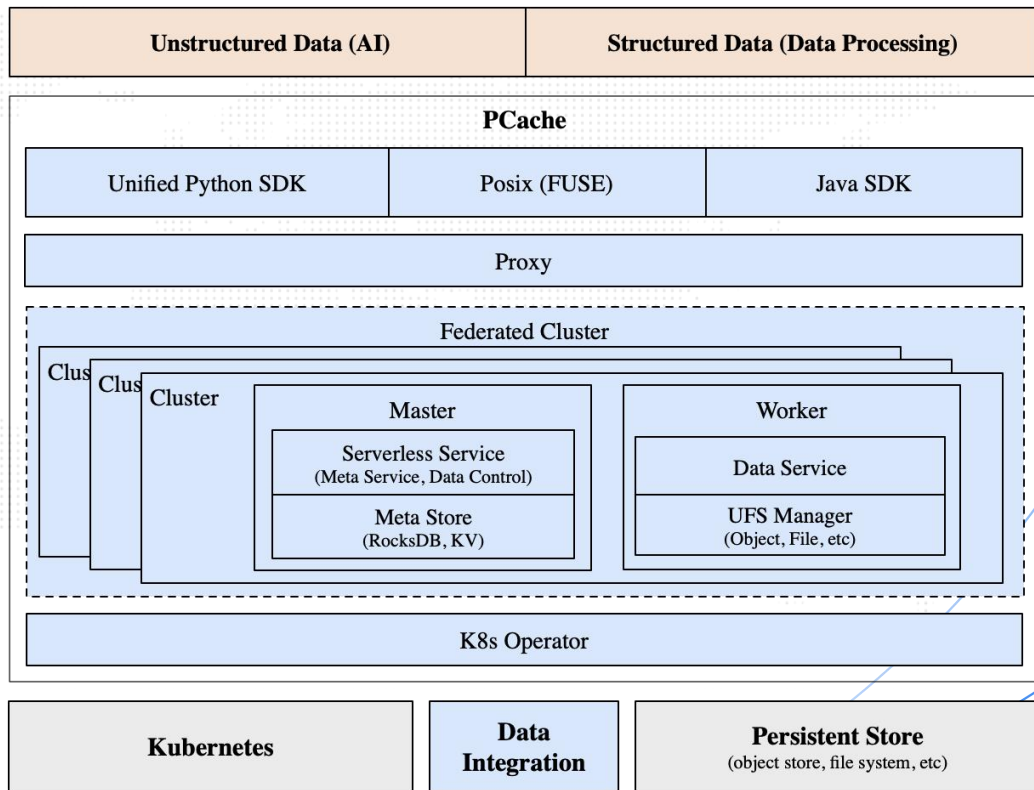 Unstructured Data (AI)
Structured Data (Data Processing)
PCache
Unified Python SDK
Posix (FUSE)
Java SDK
Proxy
Federated Cluster
Clus
Clus
Cluster
Master
Serverless Service
(Meta Service, Data Control)
Meta Store
(RocksDB, KV)
Worker
Data Service
UFS Manager
(Object, File, etc)
K8s Operator
Kubernetes
Data
Integration
Persistent Store
(object store, file system, etc)